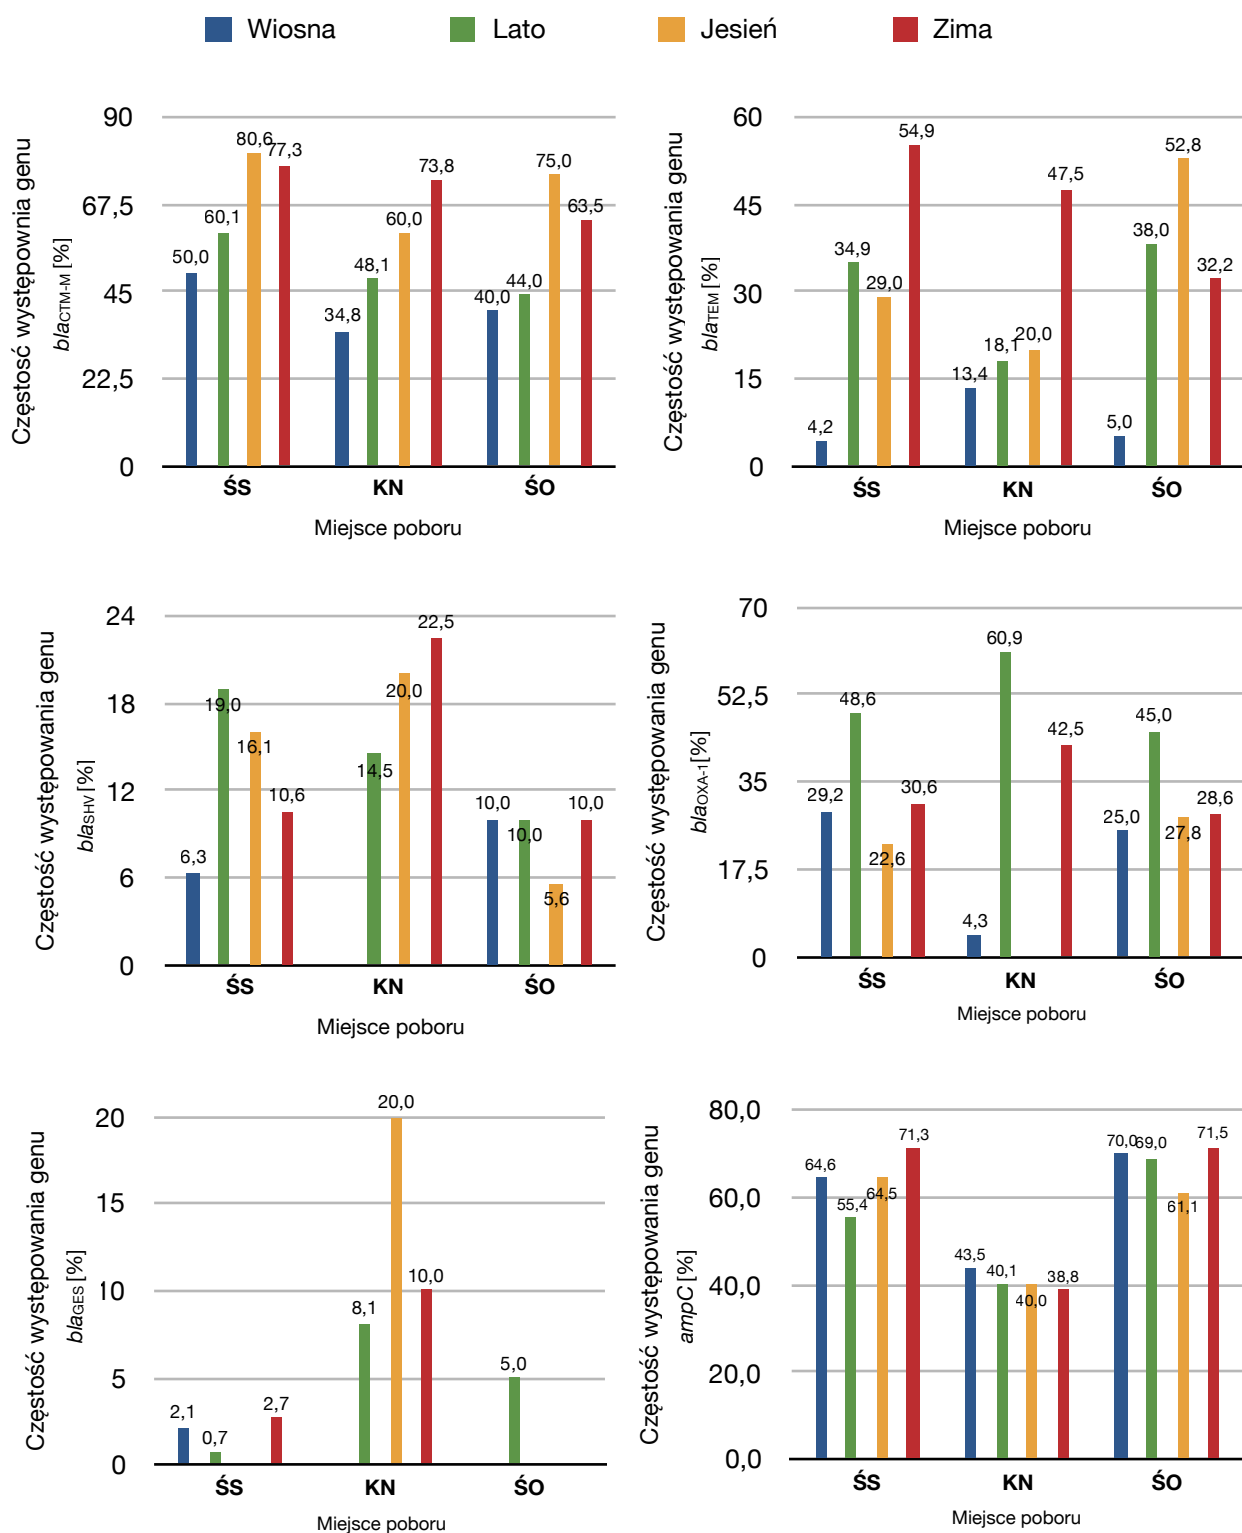 Wiosna Lato Jesień Zima
Częstość występownia genu
blaCTM-M [%]
90
67,5
45
22,5
0
50,0 60,1 80,6 77,3
34,8 48,1 60,0 73,8
40,0 44,0 75,0 63,5
ŚS KN ŚO
Miejsce poboru
Częstość występowania genu
blaTEM [%]
60
45
30
15
0
4,2 34,9 29,0 54,9
13,4 18,1 20,0 47,5
5,0 38,0 52,8 32,2
ŚS KN ŚO
Miejsce poboru
Częstość występowania genu
blaSHV [%]
24
18
12
6
0
6,3 19,0 16,1 10,6
14,5 20,0 22,5
10,0 10,0 5,6 10,0
ŚS KN ŚO
Miejsce poboru
Częstość występowania genu
blaOXA-1 [%]
70
52,5
35
17,5
0
29,2 48,6 22,6 30,6
4,3 60,9 42,5
25,0 45,0 27,8 28,6
ŚS KN ŚO
Miejsce poboru
Częstość występowania genu
blaGES [%]
20
15
10
5
0
2,1 0,7 2,7
8,1 20,0 10,0
5,0
ŚS KN ŚO
Miejsce poboru
Częstość występowania genu
ampC [%]
80,0
60,0
40,0
20,0
0,0
64,6 55,4 64,5 71,3
43,5 40,1 40,0 38,8
70,0 69,0 61,1 71,5
ŚS KN ŚO
Miejsce poboru